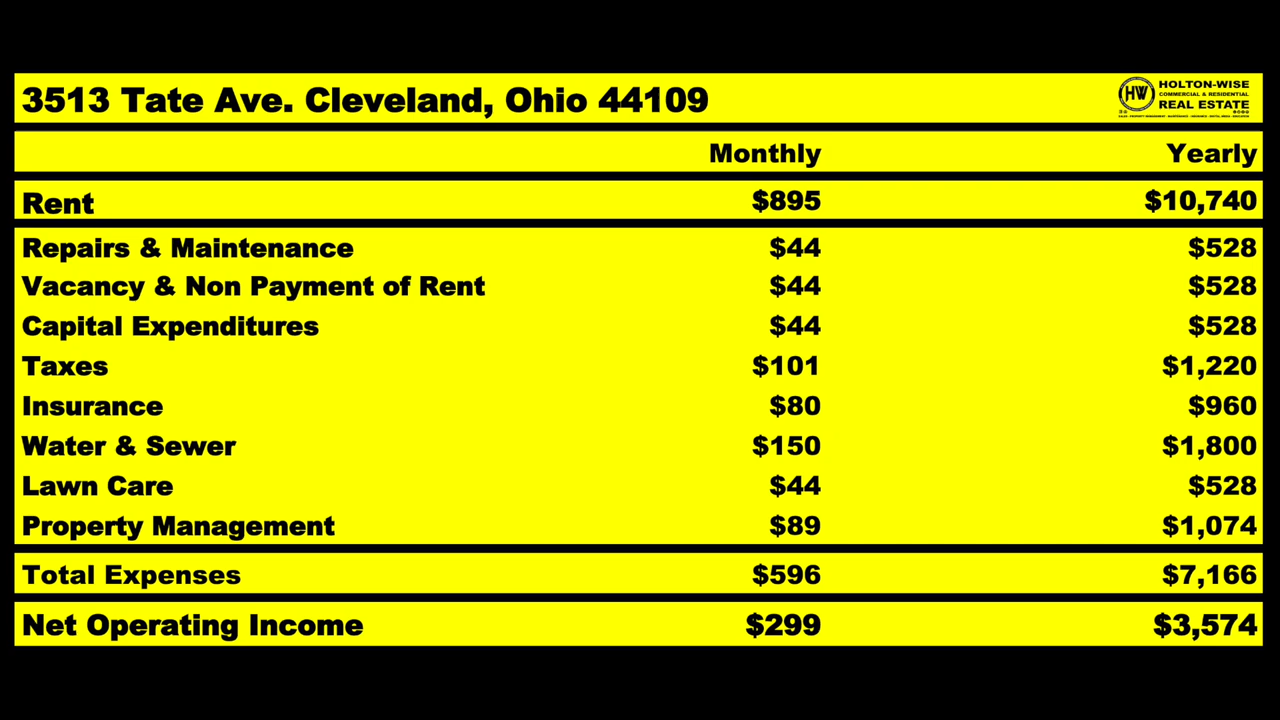 3513 Tate Ave. Cleveland, Ohio 44109
HW HOLTON-WISE
COMMERCIAL & RESIDENTIAL
REAL ESTATE
Monthly Yearly
Rent $895 $10,740
Repairs & Maintenance $44 $528
Vacancy & Non Payment of Rent $44 $528
Capital Expenditures $44 $528
Taxes $101 $1,220
Insurance $80 $960
Water & Sewer $150 $1,800
Lawn Care $44 $528
Property Management $89 $1,074
Total Expenses $596 $7,166
Net Operating Income $299 $3,574